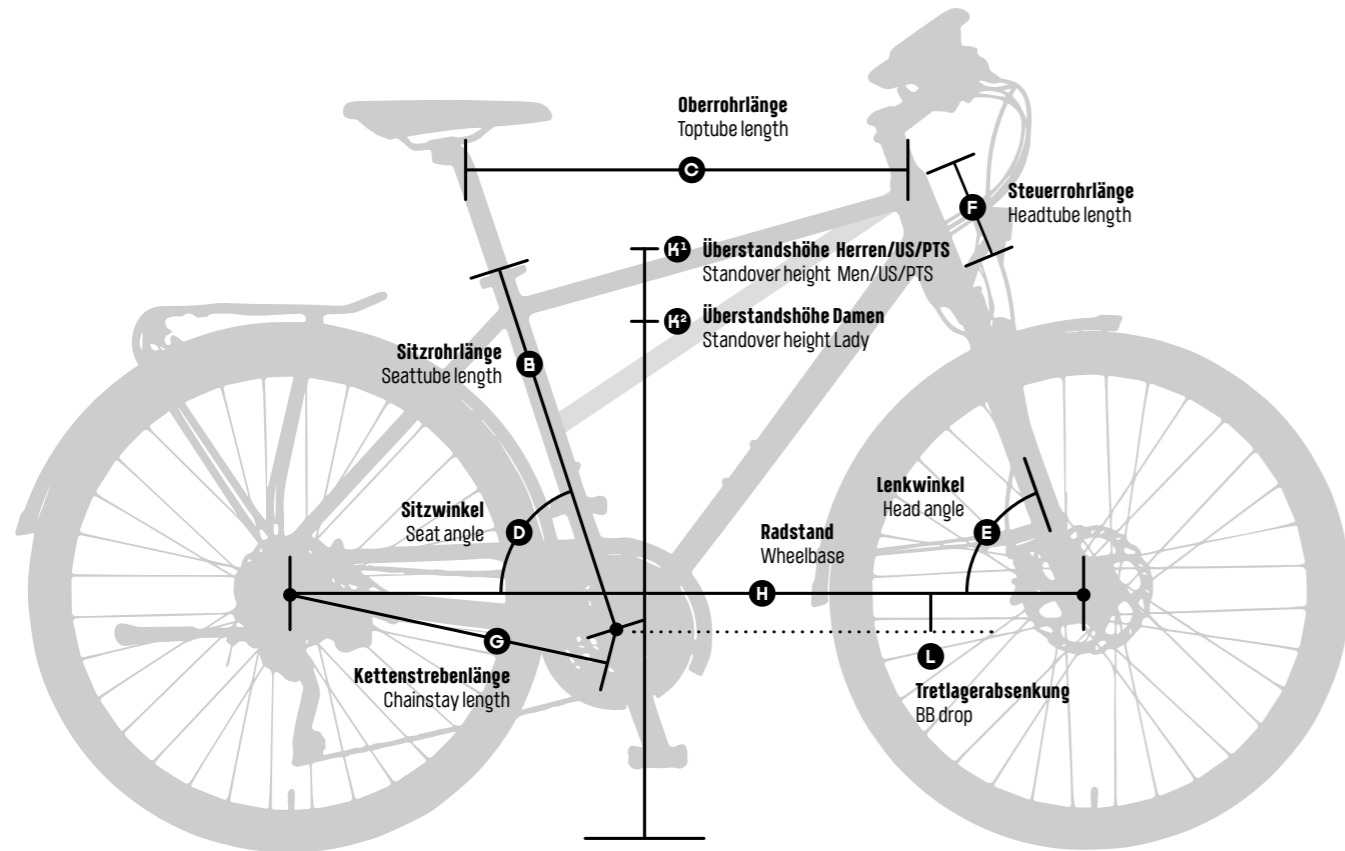 Oberrohrlänge
Toptube length
C
Steuerrohrlänge
Headtube length
F
K¹ Überstandshöhe Herren/US/PTS
Standover height Men/US/PTS
K² Überstandshöhe Damen
Standover height Lady
Sitzrohrlänge
Seattube length
B
Sitzwinkel
Seat angle
D
Lenkwinkel
Head angle
E
Radstand
Wheelbase
H
G
Kettenstrebenlänge
Chainstay length
L
Tretlagerabsenkung
BB drop